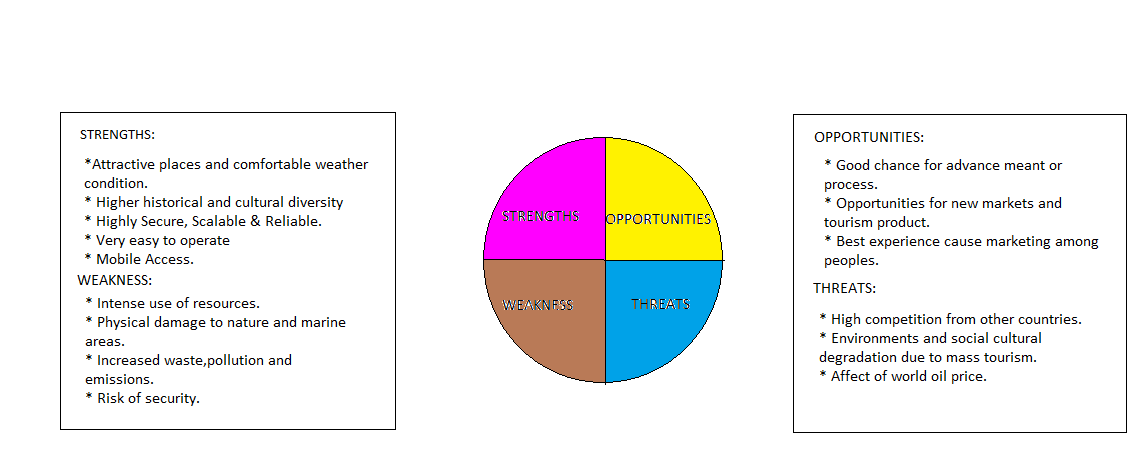 STRENGTHS:
*Attractive places and comfortable weather
condition.
* Higher historical and cultural diversity
* Highly Secure, Scalable & Reliable.
* Very easy to operate
* Mobile Access.
WEAKNESS:
* Intense use of resources.
* Physical damage to nature and marine
areas.
* Increased waste,pollution and
emissions.
* Risk of security.
STRENGTHS
OPPORTUNITIES
WEAKNESS
THREATS
OPPORTUNITIES:
* Good chance for advance meant or
process.
* Opportunities for new markets and
tourism product.
* Best experience cause marketing among
peoples.
THREATS:
* High competition from other countries.
* Environments and social cultural
degradation due to mass tourism.
* Affect of world oil price.